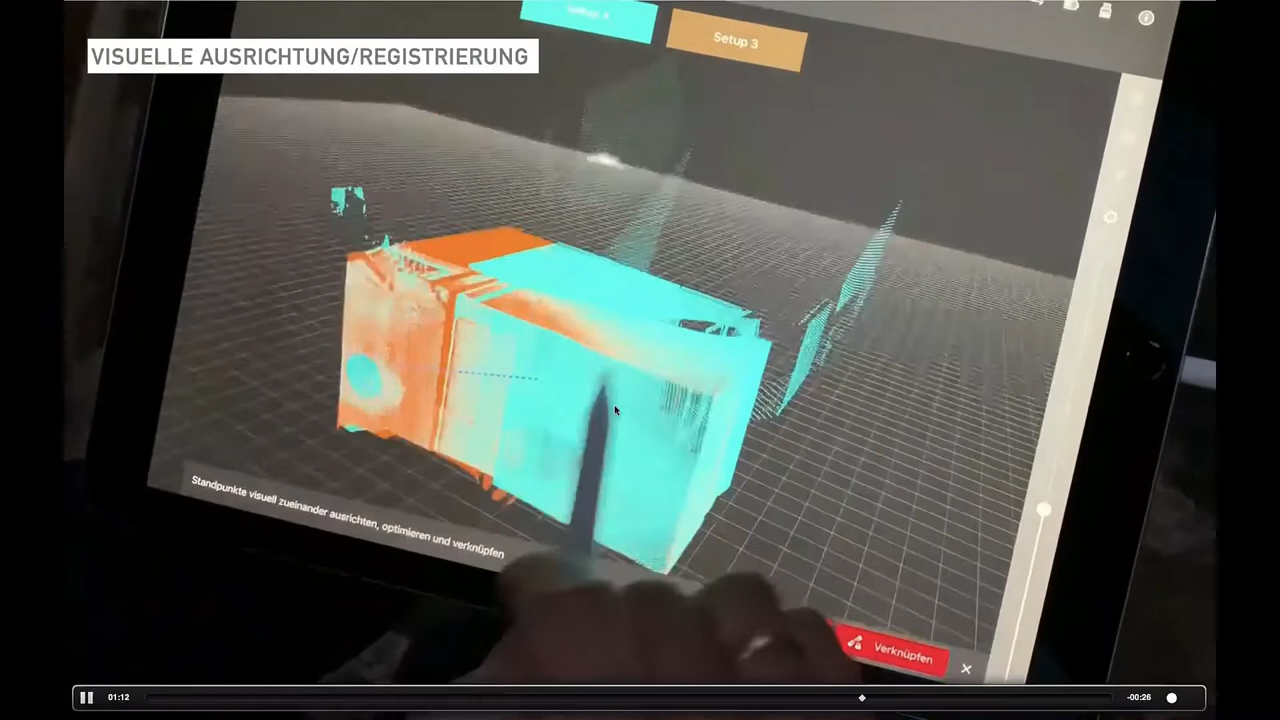 VISUELLE AUSRICHTUNG/REGISTRIERUNG
Setup 3
Standpunkte visuell zueinander ausrichten, optimieren und verknüpfen
Verknüpfen
01:12
-00:26